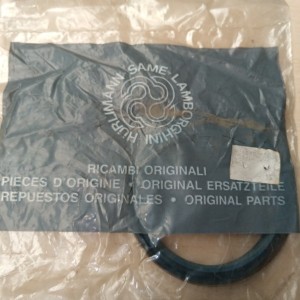 SAME LAMBORGHINI HURLIMANN
RICAMBI ORIGINALI
PIECES D'ORIGINE • ORIGINAL ERSATZTEILE
REPUESTOS ORIGINALES • ORIGINAL PARTS